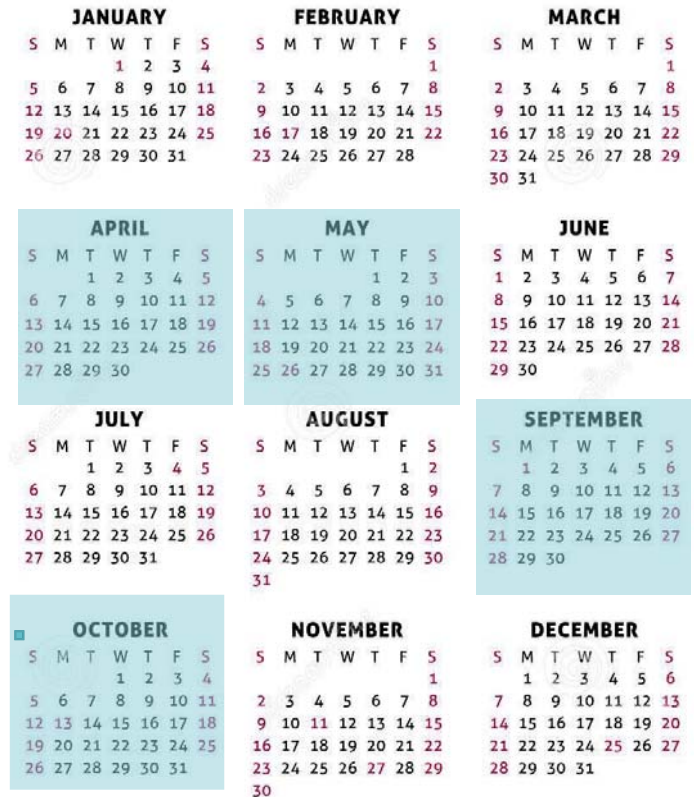 JANUARY FEBRUARY MARCH
S M T W T F S S M T W T F S S M T W T F S
1 2 3 4 1 1
5 6 7 8 9 10 11 2 3 4 5 6 7 8 2 3 4 5 6 7 8
12 13 14 15 16 17 18 9 10 11 12 13 14 15 9 10 11 12 13 14 15
19 20 21 22 23 24 25 16 17 18 19 20 21 22 16 17 18 19 20 21 22
26 27 28 29 30 31 23 24 25 26 27 28 23 24 25 26 27 28 29
30 31
APRIL MAY JUNE
S M T W T F S S M T W T F S S M T W T F S
1 2 3 4 5 1 2 3 1 2 3 4 5 6 7
6 7 8 9 10 11 12 4 5 6 7 8 9 10 8 9 10 11 12 13 14
13 14 15 16 17 18 19 11 12 13 14 15 16 17 15 16 17 18 19 20 21
20 21 22 23 24 25 26 18 19 20 21 22 23 24 22 23 24 25 26 27 28
27 28 29 30 25 26 27 28 29 30 31 29 30
JULY AUGUST SEPTEMBER
S M T W T F S S M T W T F S S M T W T F S
1 2 3 4 5 1 2 1 2 3 4 5 6
6 7 8 9 10 11 12 3 4 5 6 7 8 9 7 8 9 10 11 12 13
13 14 15 16 17 18 19 10 11 12 13 14 15 16 14 15 16 17 18 19 20
20 21 22 23 24 25 26 17 18 19 20 21 22 23 21 22 23 24 25 26 27
27 28 29 30 31 24 25 26 27 28 29 30 28 29 30
31
OCTOBER NOVEMBER DECEMBER
S M T W T F S S M T W T F S S M T W T F S
1 2 3 4 1 1 2 3 4 5 6
5 6 7 8 9 10 11 2 3 4 5 6 7 8 7 8 9 10 11 12 13
12 13 14 15 16 17 18 9 10 11 12 13 14 15 14 15 16 17 18 19 20
19 20 21 22 23 24 25 16 17 18 19 20 21 22 21 22 23 24 25 26 27
26 27 28 29 30 31 23 24 25 26 27 28 29 28 29 30 31
30